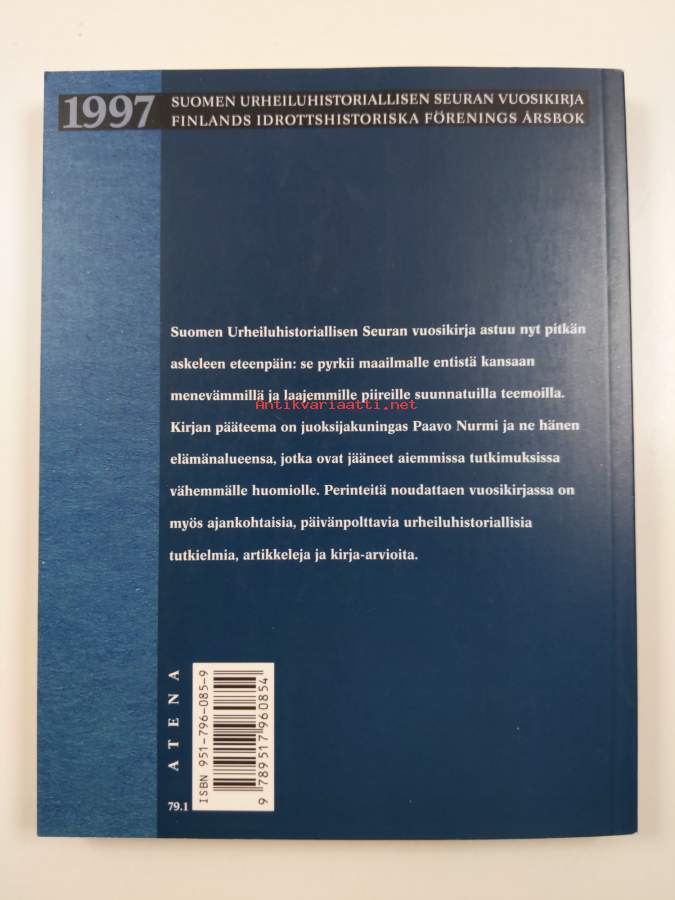 1997 SUOMEN URHEILUHISTORIALLISEN SEURAN VUOSIKIRJA
FINLANDS IDROTTSHISTORISKA FÖRENINGS ÅRSBOK
Suomen Urheiluhistoriallisen Seuran vuosikirja astuu nyt pitkän
askeleen eteenpäin: se pyrkii maailmalle entistä kansaan
menevämmillä ja laajemmille piireille suunnatuilla teemoilla.
Antikvariaatti.net
Kirjan pääteema on juoksijakuningas Paavo Nurmi ja ne hänen
elämänalueensa, jotka ovat jääneet aiemmissa tutkimuksissa
vähemmälle huomiolle. Perinteitä noudattaen vuosikirjassa on
myös ajankohtaisia, päivänpolttavia urheiluhistoriallisia
tutkielmia, artikkeleja ja kirja-arvioita.
ATENA
ISBN 951-796-085-9
9 789517 960854
79.1